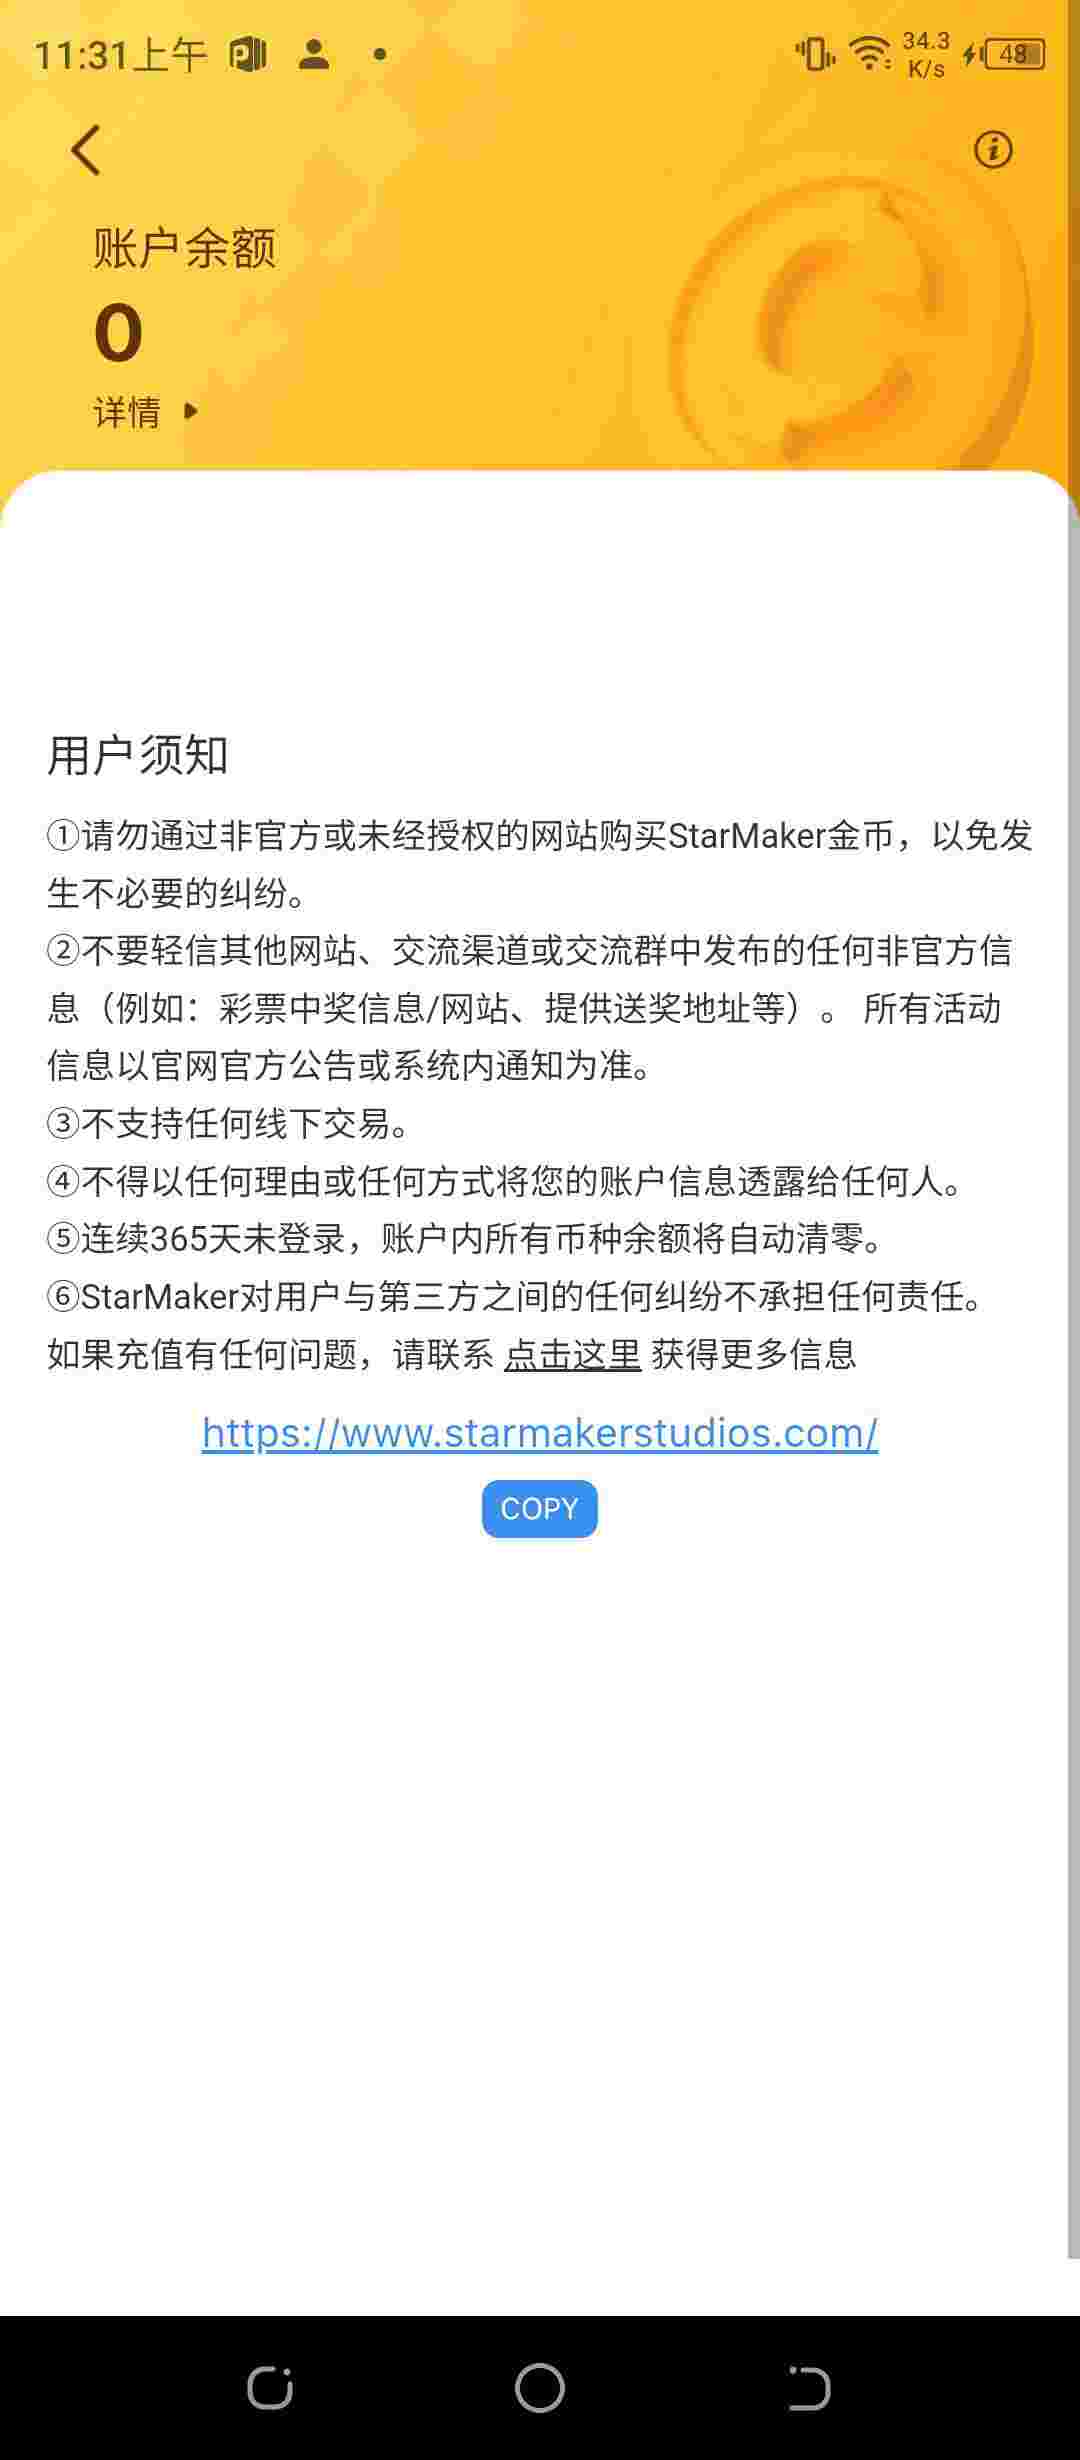 11:31上午
34.3
K/s
48
账户余额
0
详情
用户须知
①请勿通过非官方或未经授权的网站购买StarMaker金币，以免发
生不必要的纠纷。
②不要轻信其他网站、交流渠道或交流群中发布的任何非官方信
息（例如：彩票中奖信息/网站、提供送奖地址等）。 所有活动
信息以官网官方公告或系统内通知为准。
③不支持任何线下交易。
④不得以任何理由或任何方式将您的账户信息透露给任何人。
⑤连续365天未登录，账户内所有币种余额将自动清零。
⑥StarMaker对用户与第三方之间的任何纠纷不承担任何责任。
如果充值有任何问题，请联系 点击这里 获得更多信息
https://www.starmakerstudios.com/
COPY